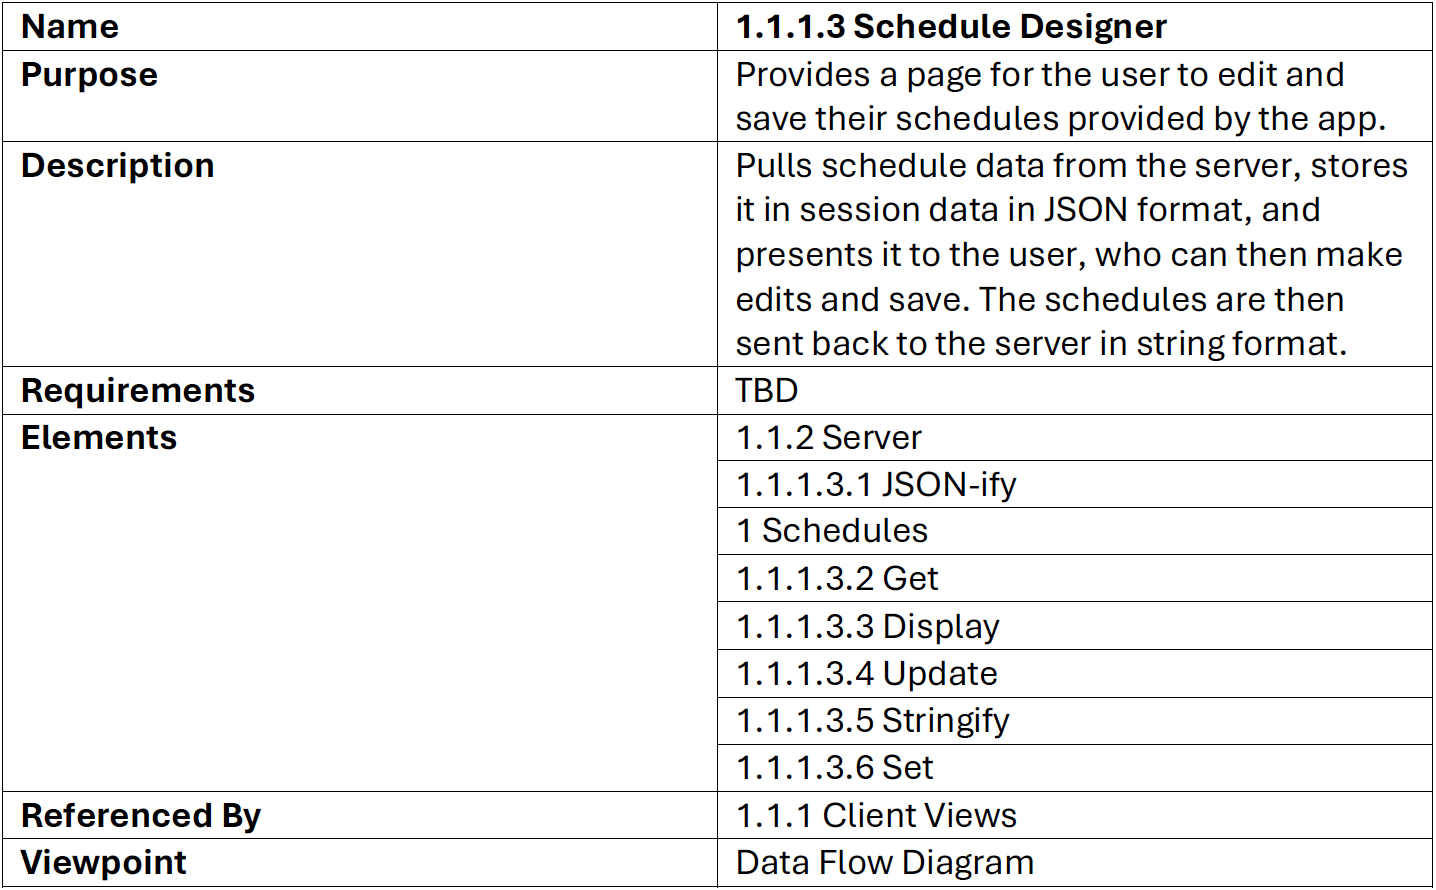 Name
1.1.1.3 Schedule Designer
Purpose
Provides a page for the user to edit and
save their schedules provided by the app.
Description
Pulls schedule data from the server, stores
it in session data in JSON format, and
presents it to the user, who can then make
edits and save. The schedules are then
sent back to the server in string format.
Requirements
TBD
Elements
1.1.2 Server
1.1.1.3.1 JSON-ify
1 Schedules
1.1.1.3.2 Get
1.1.1.3.3 Display
1.1.1.3.4 Update
1.1.1.3.5 Stringify
1.1.1.3.6 Set
Referenced By
1.1.1 Client Views
Viewpoint
Data Flow Diagram